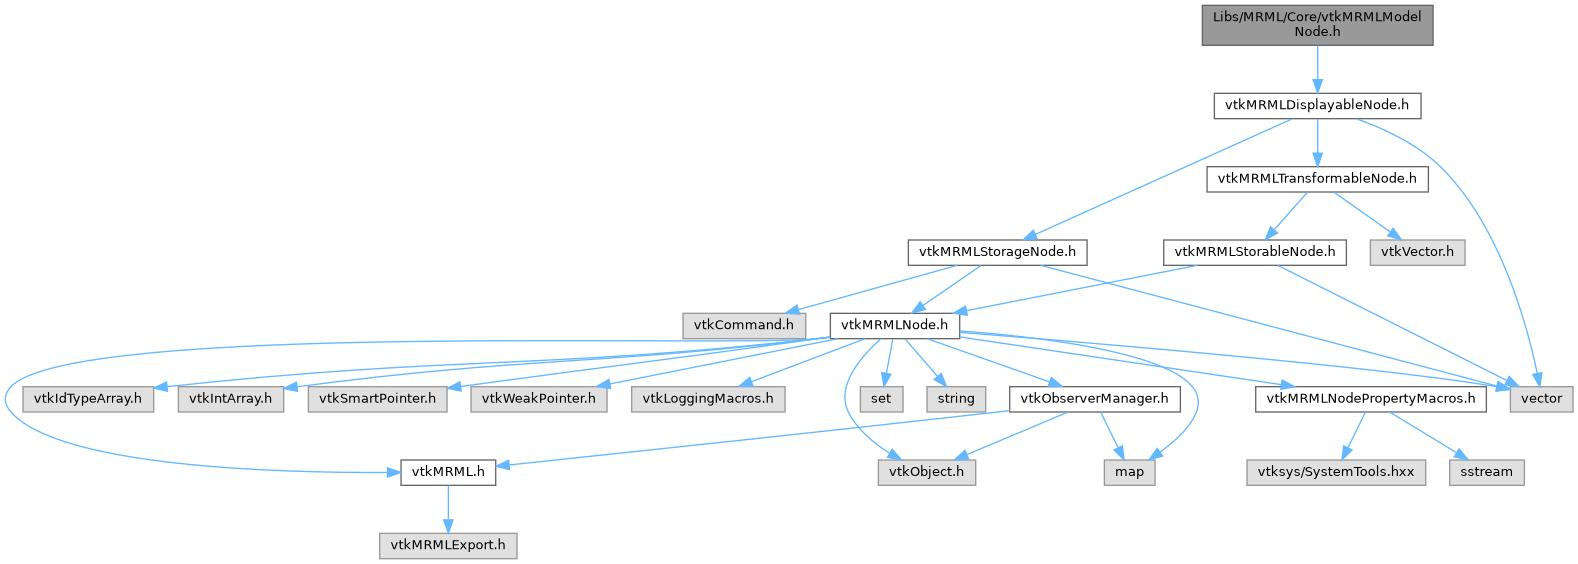 Libs/MRML/Core/vtkMRMLModel
Node.h
vtkMRMLDisplayableNode.h
vtkMRMLTransformableNode.h
vtkMRMLStorageNode.h
vtkMRMLStorableNode.h
vtkVector.h
vtkCommand.h
vtkMRMLNode.h
vtkIdTypeArray.h
vtkIntArray.h
vtkSmartPointer.h
vtkWeakPointer.h
vtkLoggingMacros.h
set
string
vtkObserverManager.h
vtkMRMLNodePropertyMacros.h
vector
vtkMRML.h
vtkObject.h
map
vtksys/SystemTools.hxx
sstream
vtkMRMLExport.h